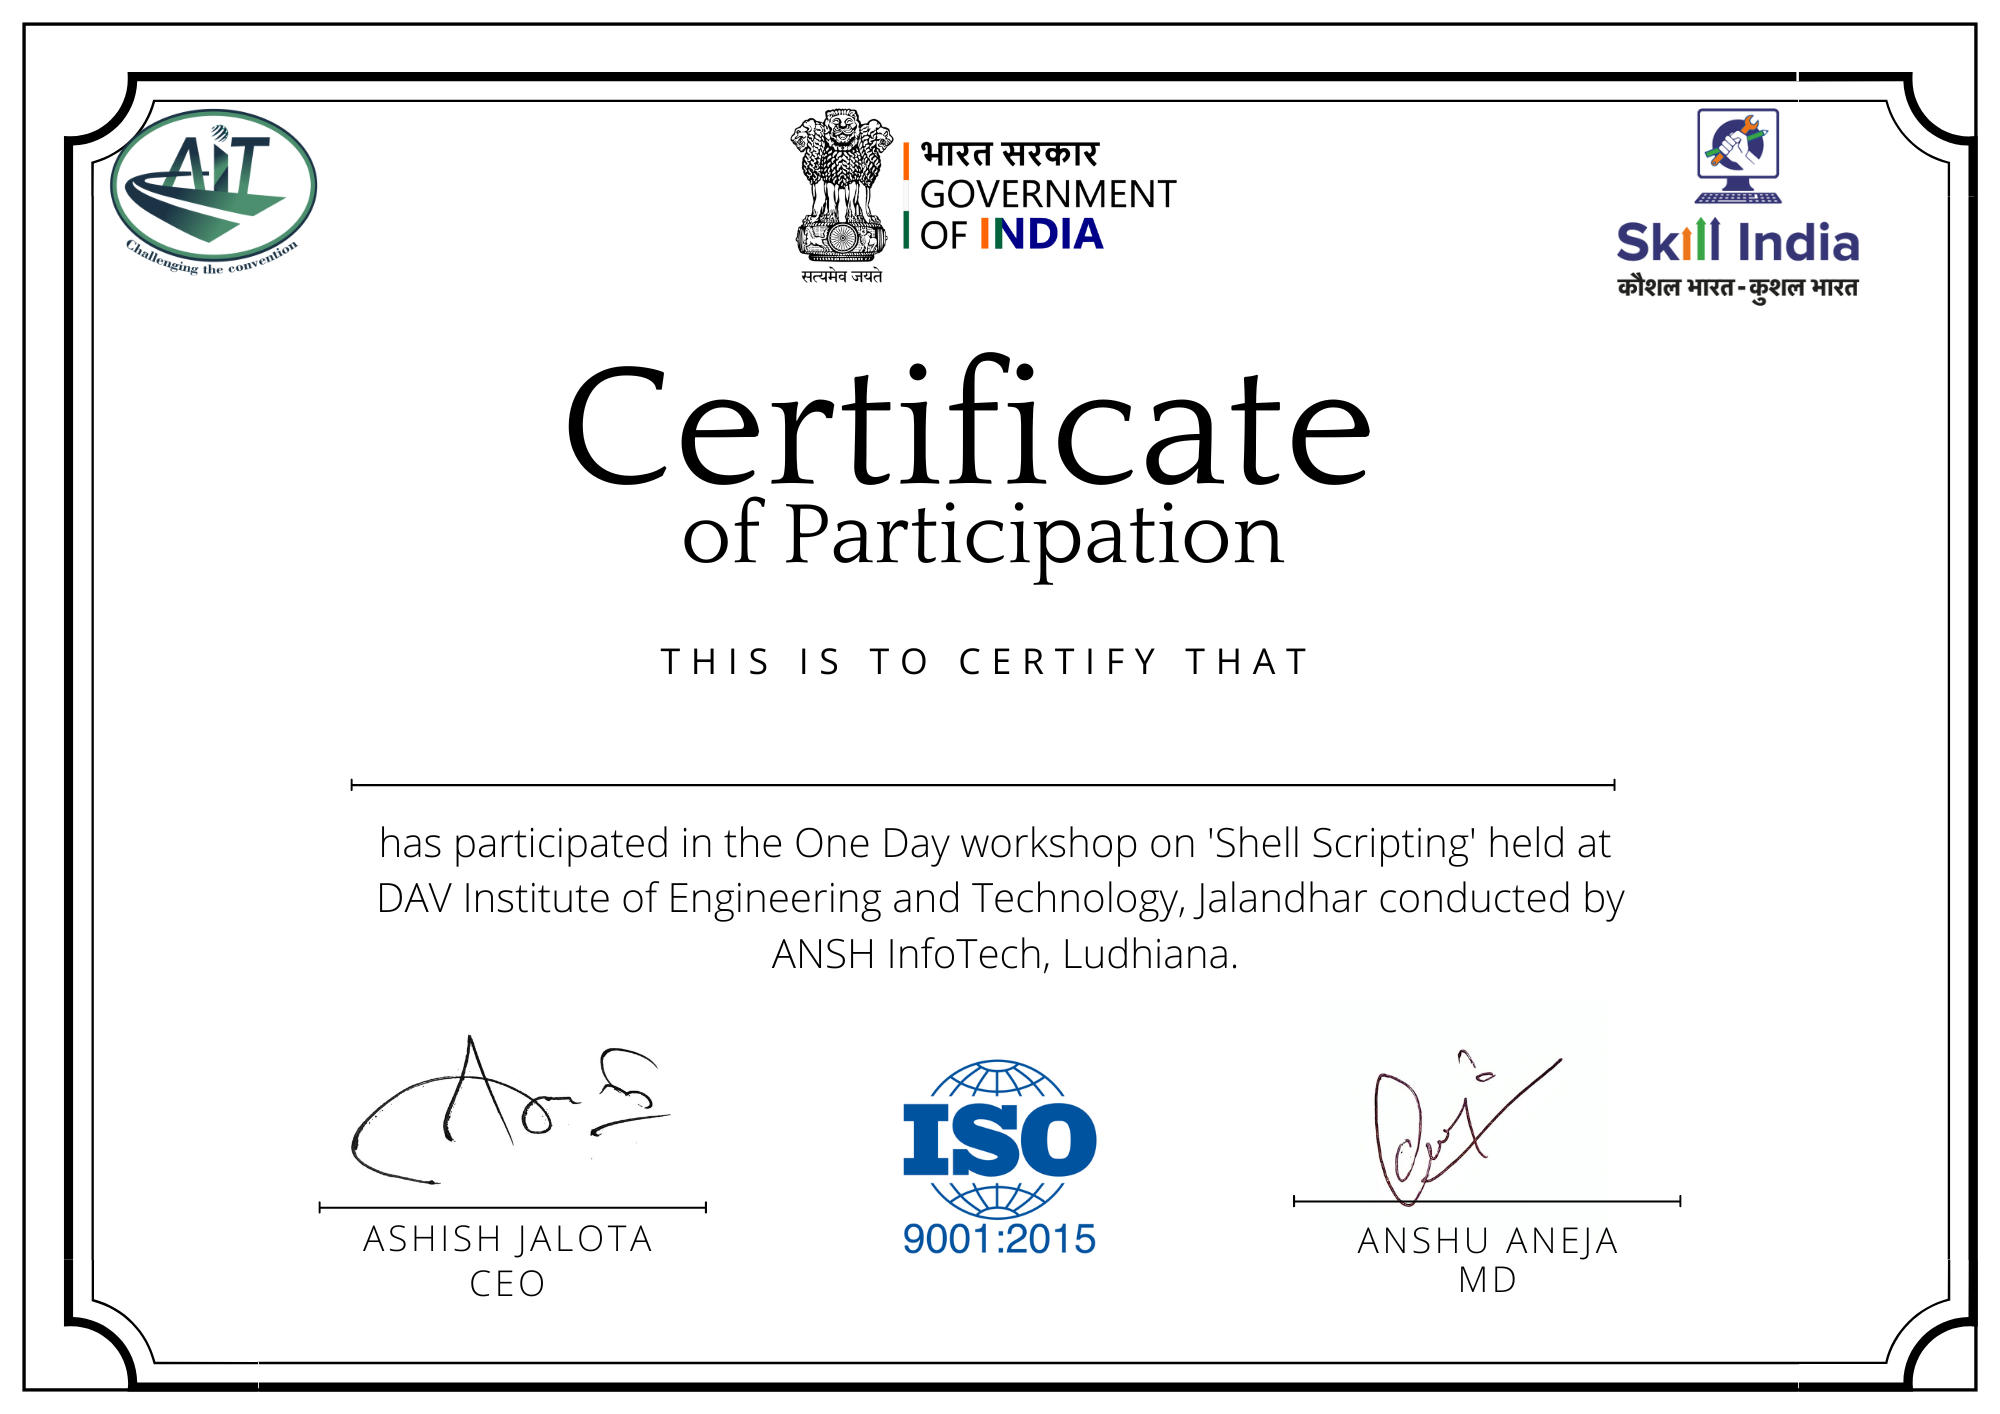 AiT
Challenging the convention
सत्यमेव जयते
भारत सरकार
GOVERNMENT
OF INDIA
Skill India
कौशल भारत - कुशल भारत
Certificate
of Participation
THIS IS TO CERTIFY THAT
has participated in the One Day workshop on 'Shell Scripting' held at
DAV Institute of Engineering and Technology, Jalandhar conducted by
ANSH InfoTech, Ludhiana.
ASHISH JALOTA
CEO
ISO
9001:2015
ANSHU ANEJA
MD